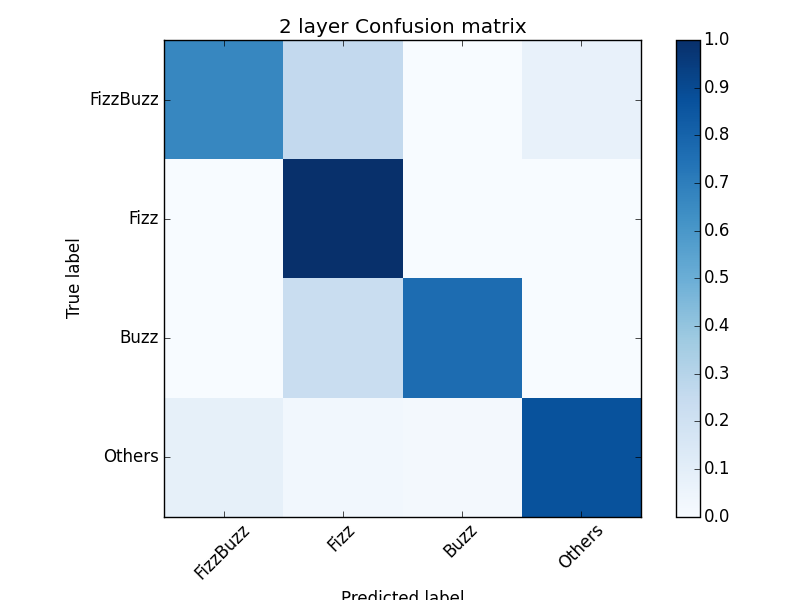 2 layer Confusion matrix
FizzBuzz
Fizz
Buzz
Others
True label
FizzBuzz
Fizz
Buzz
Others
Predicted label
1.0
0.9
0.8
0.7
0.6
0.5
0.4
0.3
0.2
0.1
0.0